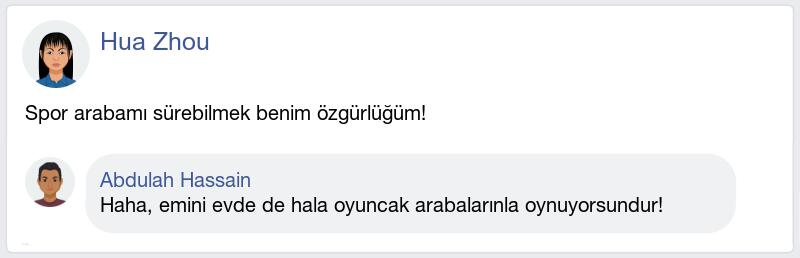 Hua Zhou
Spor arabamı sürebilmek benim özgürlüğüm!
Abdulah Hassain
Haha, emini evde de hala oyuncak arabalarınla oynuyorsundur!